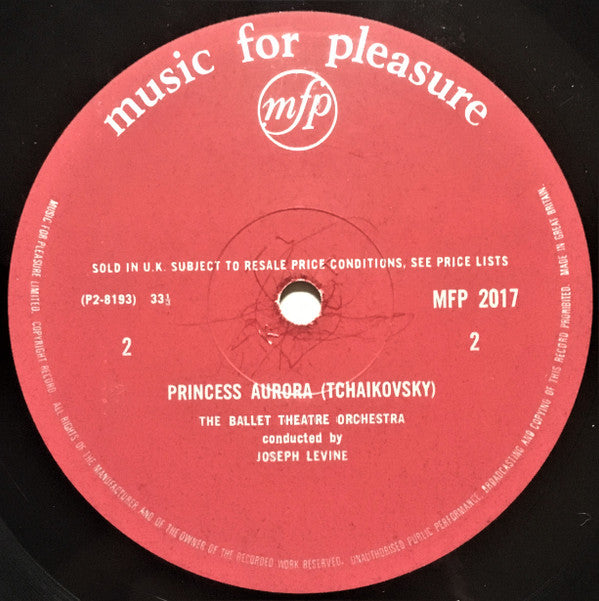 music for pleasure
mfp
SOLD IN U.K. SUBJECT TO RESALE PRICE CONDITIONS, SEE PRICE LISTS
(P2-8193) 33⅓ MFP 2017
2 2
PRINCESS AURORA (TCHAIKOVSKY)
THE BALLET THEATRE ORCHESTRA
conducted by
JOSEPH LEVINE
MUSIC FOR PLEASURE LIMITED. COPYRIGHT RECORD. ALL RIGHTS OF THE MANUFACTURER AND OF THE OWNER OF THE RECORDED WORK RESERVED. UNAUTHORISED PUBLIC PERFORMANCE, BROADCASTING AND COPYING OF THIS RECORD PROHIBITED. MADE IN GREAT BRITAIN.